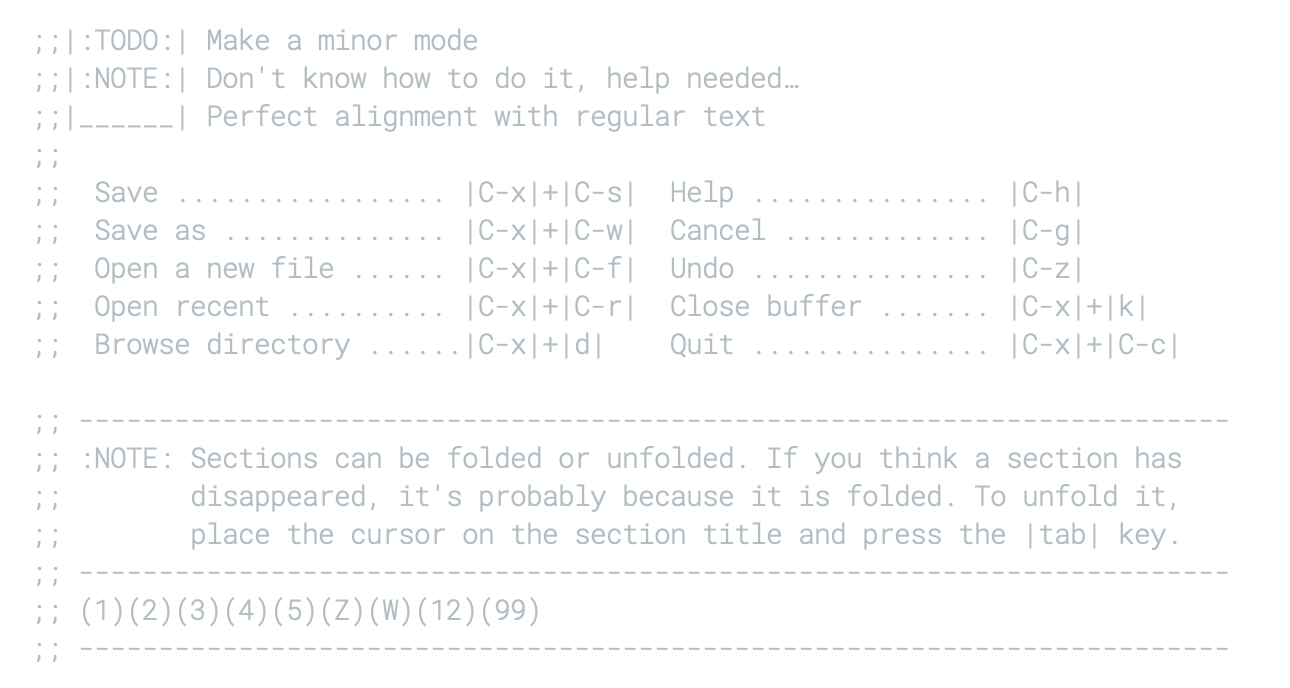 ;;|:TODO:| Make a minor mode
;;|:NOTE:| Don't know how to do it, help needed…
;;|______| Perfect alignment with regular text
;;
;;  Save ................. |C-x|+|C-s|  Help ............... |C-h|
;;  Save as .............. |C-x|+|C-w|  Cancel ............. |C-g|
;;  Open a new file ...... |C-x|+|C-f|  Undo ............... |C-z|
;;  Open recent .......... |C-x|+|C-r|  Close buffer ....... |C-x|+|k|
;;  Browse directory ......|C-x|+|d|    Quit ............... |C-x|+|C-c|

;; ------------------------------------------------------------------------
;; :NOTE: Sections can be folded or unfolded. If you think a section has
;;        disappeared, it's probably because it is folded. To unfold it,
;;        place the cursor on the section title and press the |tab| key.
;; ------------------------------------------------------------------------
;; (1)(2)(3)(4)(5)(Z)(W)(12)(99)
;; ------------------------------------------------------------------------